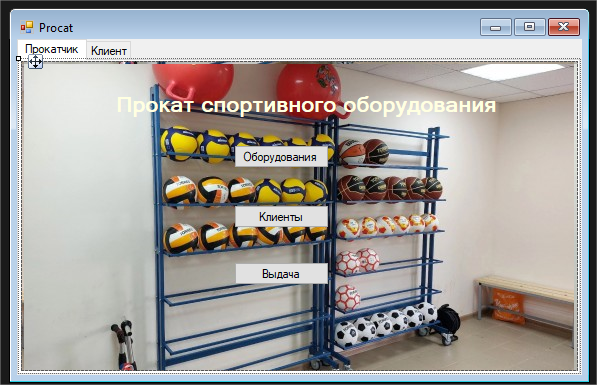 Procat
Прокатчик
Клиент
Прокат спортивного оборудования
Оборудования
Клиенты
Выдача